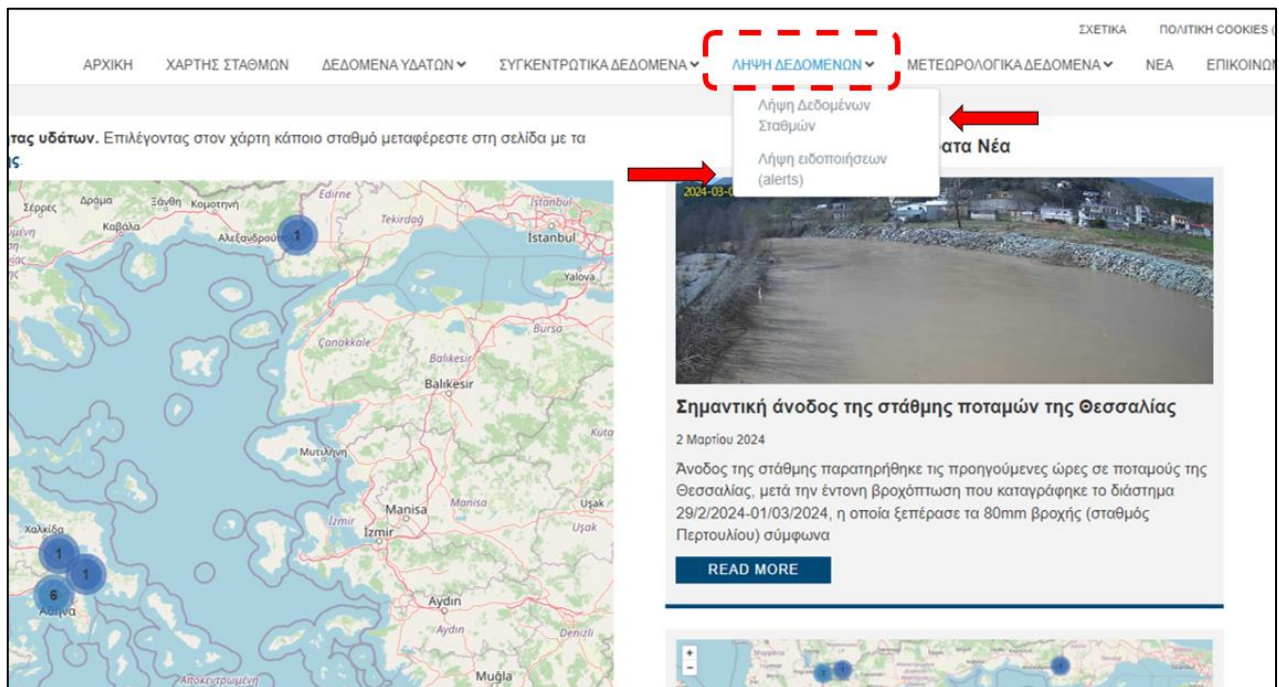 ΣΧΕΤΙΚΑ ΠΟΛΙΤΙΚΗ COOKIES (
ΑΡΧΙΚΗ ΧΑΡΤΗΣ ΣΤΑΘΜΩΝ ΔΕΔΟΜΕΝΑ ΥΔΑΤΩΝ ΣΥΓΚΕΝΤΡΩΤΙΚΑ ΔΕΔΟΜΕΝΑ ΛΗΨΗ ΔΕΔΟΜΕΝΩΝ ΜΕΤΕΩΡΟΛΟΓΙΚΑ ΔΕΔΟΜΕΝΑ ΝΕΑ ΕΠΙΚΟΙΝΩΝ
Λήψη Δεδομένων
Σταθμών
Λήψη ειδοποιήσεων
(alerts)
τας υδάτων. Επιλέγοντας στον χάρτη κάποιο σταθμό μεταφέρεστε στη σελίδα με τα
ης.
Σέρρες
Δράμα
Ξάνθη
Κομοτηνή
Καβάλα
Edirne
Tekirdağ
İstanbul
İstanbul
1
Yalova
Bursa
Çanakkale
Balıkesir
Balıkesir
Μυτιλήνη
Manisa
Manisa
Uşak
Uşak
İzmir
İzmir
Χαλκίδα
1
1
6
Αθήνα
Aydın
Aydın
Denizli
Muğla
ατα Νέα
Σημαντική άνοδος της στάθμης ποταμών της Θεσσαλίας
2 Μαρτίου 2024
Άνοδος της στάθμης παρατηρήθηκε τις προηγούμενες ώρες σε ποταμούς της
Θεσσαλίας, μετά την έντονη βροχόπτωση που καταγράφηκε το διάστημα
29/2/2024-01/03/2024, η οποία ξεπέρασε τα 80mm βροχής (σταθμός
Περτουλίου) σύμφωνα
READ MORE
+
-